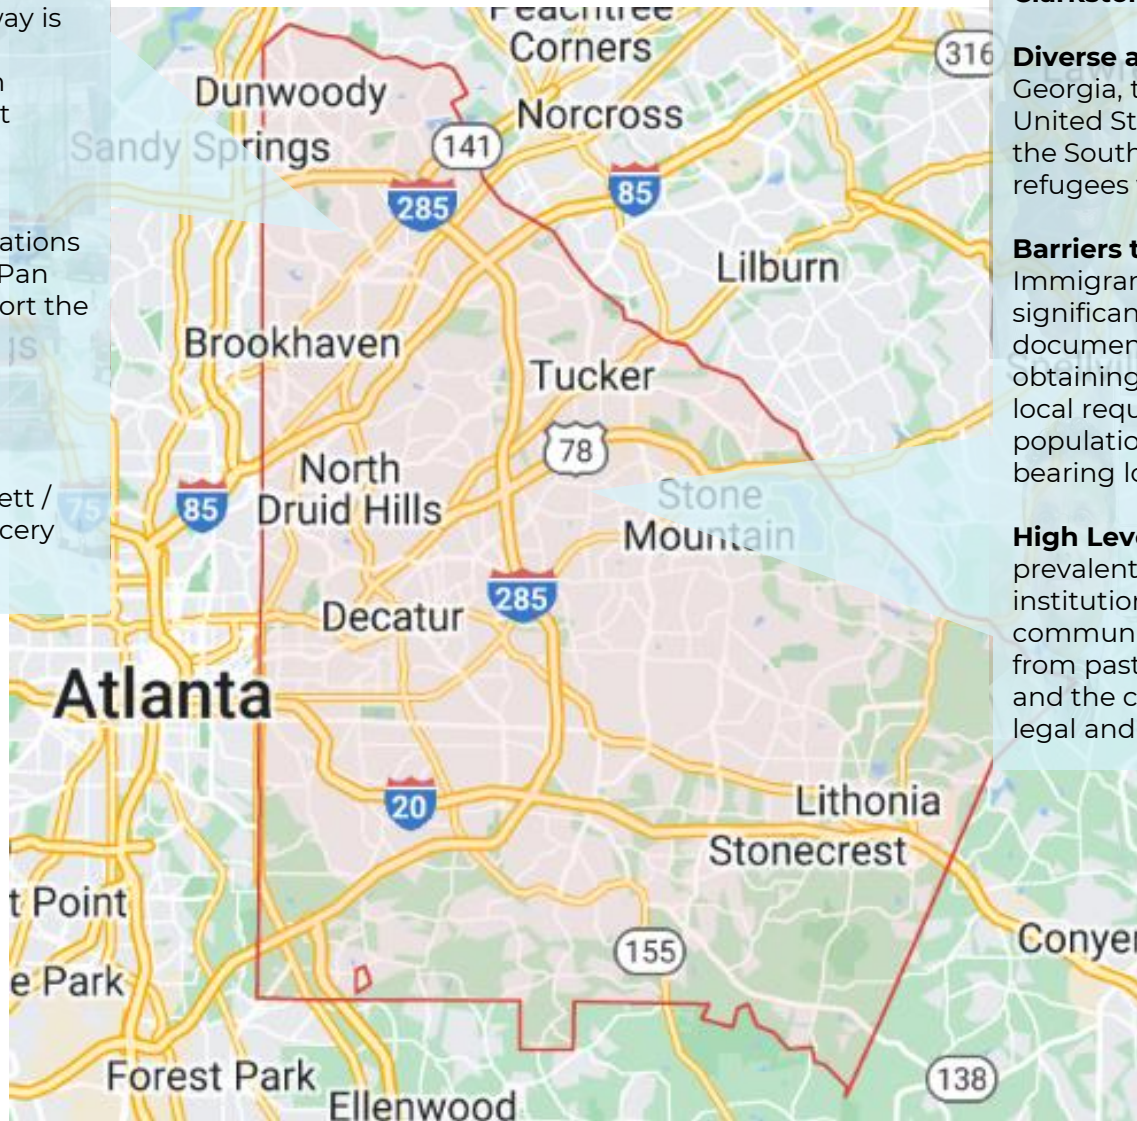 way is
t
ations
Pan
ort the
ett /
cery
Peachtree
Corners
316
Dunwoody
Norcross
Sandy Springs
141
285
85
Lilburn
Brookhaven
Tucker
78
North
Druid Hills
75
85
Stone
Mountain
285
Decatur
Atlanta
20
Lithonia
Stonecrest
t Point
155
Conyer
e Park
Forest Park
138
Ellenwood
Diverse a
Georgia, t
United St
the South
refugees
Barriers t
Immigran
significan
documen
obtaining
local requ
populatio
bearing lo
High Leve
prevalent
institution
commun
from past
and the c
legal and